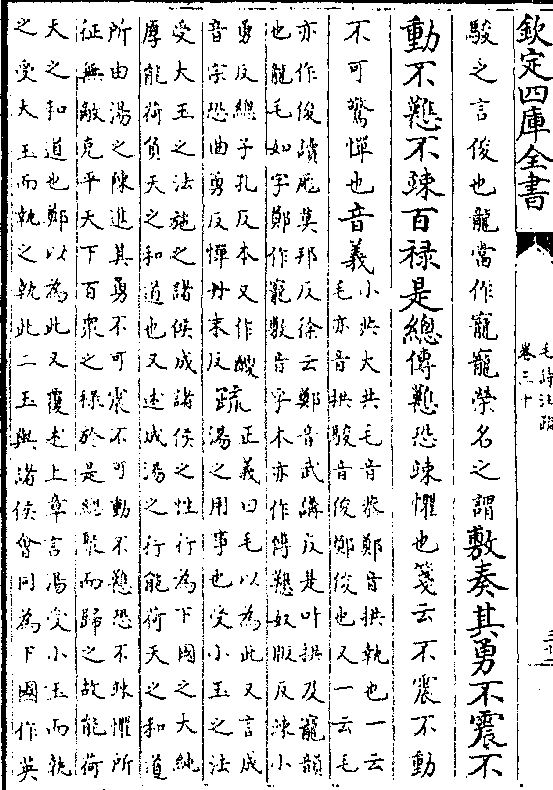 欽定四庫全書
毛詩注疏
卷三十
駿之言俊也龍當作寵寵榮名之謂敷奏其勇不震不
動不戁不竦百禄是總傳戁恐竦懼也箋云不震不動
不可驚憚也音義小共大共毛音恭鄭音拱執也一云
毛亦音拱駿音俊鄭俊也又一云毛
亦作俊讀厖莫邦反徐云鄭音武講反是叶拱及寵韻
也龍毛如字鄭作寵敷音孚本亦作傅戁奴版反竦小
勇反總子孔反本又作鬷疏正義曰毛以為此又言成
音宗恐曲勇反憚丹末反湯之用事也受小玉之法
受大玉之法施之諸侯成諸侯之性行為下國之大純
厚能荷負天之和道也又述成湯之行能荷天之和道
所由湯之陳進其勇不可震不可動不戁恐不竦懼所
征無敵克平天下百衆之禄於是總聚而歸之故能荷
天之和道也鄭以為此又覆述上章言湯受小玉而執
之受大玉而執之執此二玉與諸侯會同為下國作英